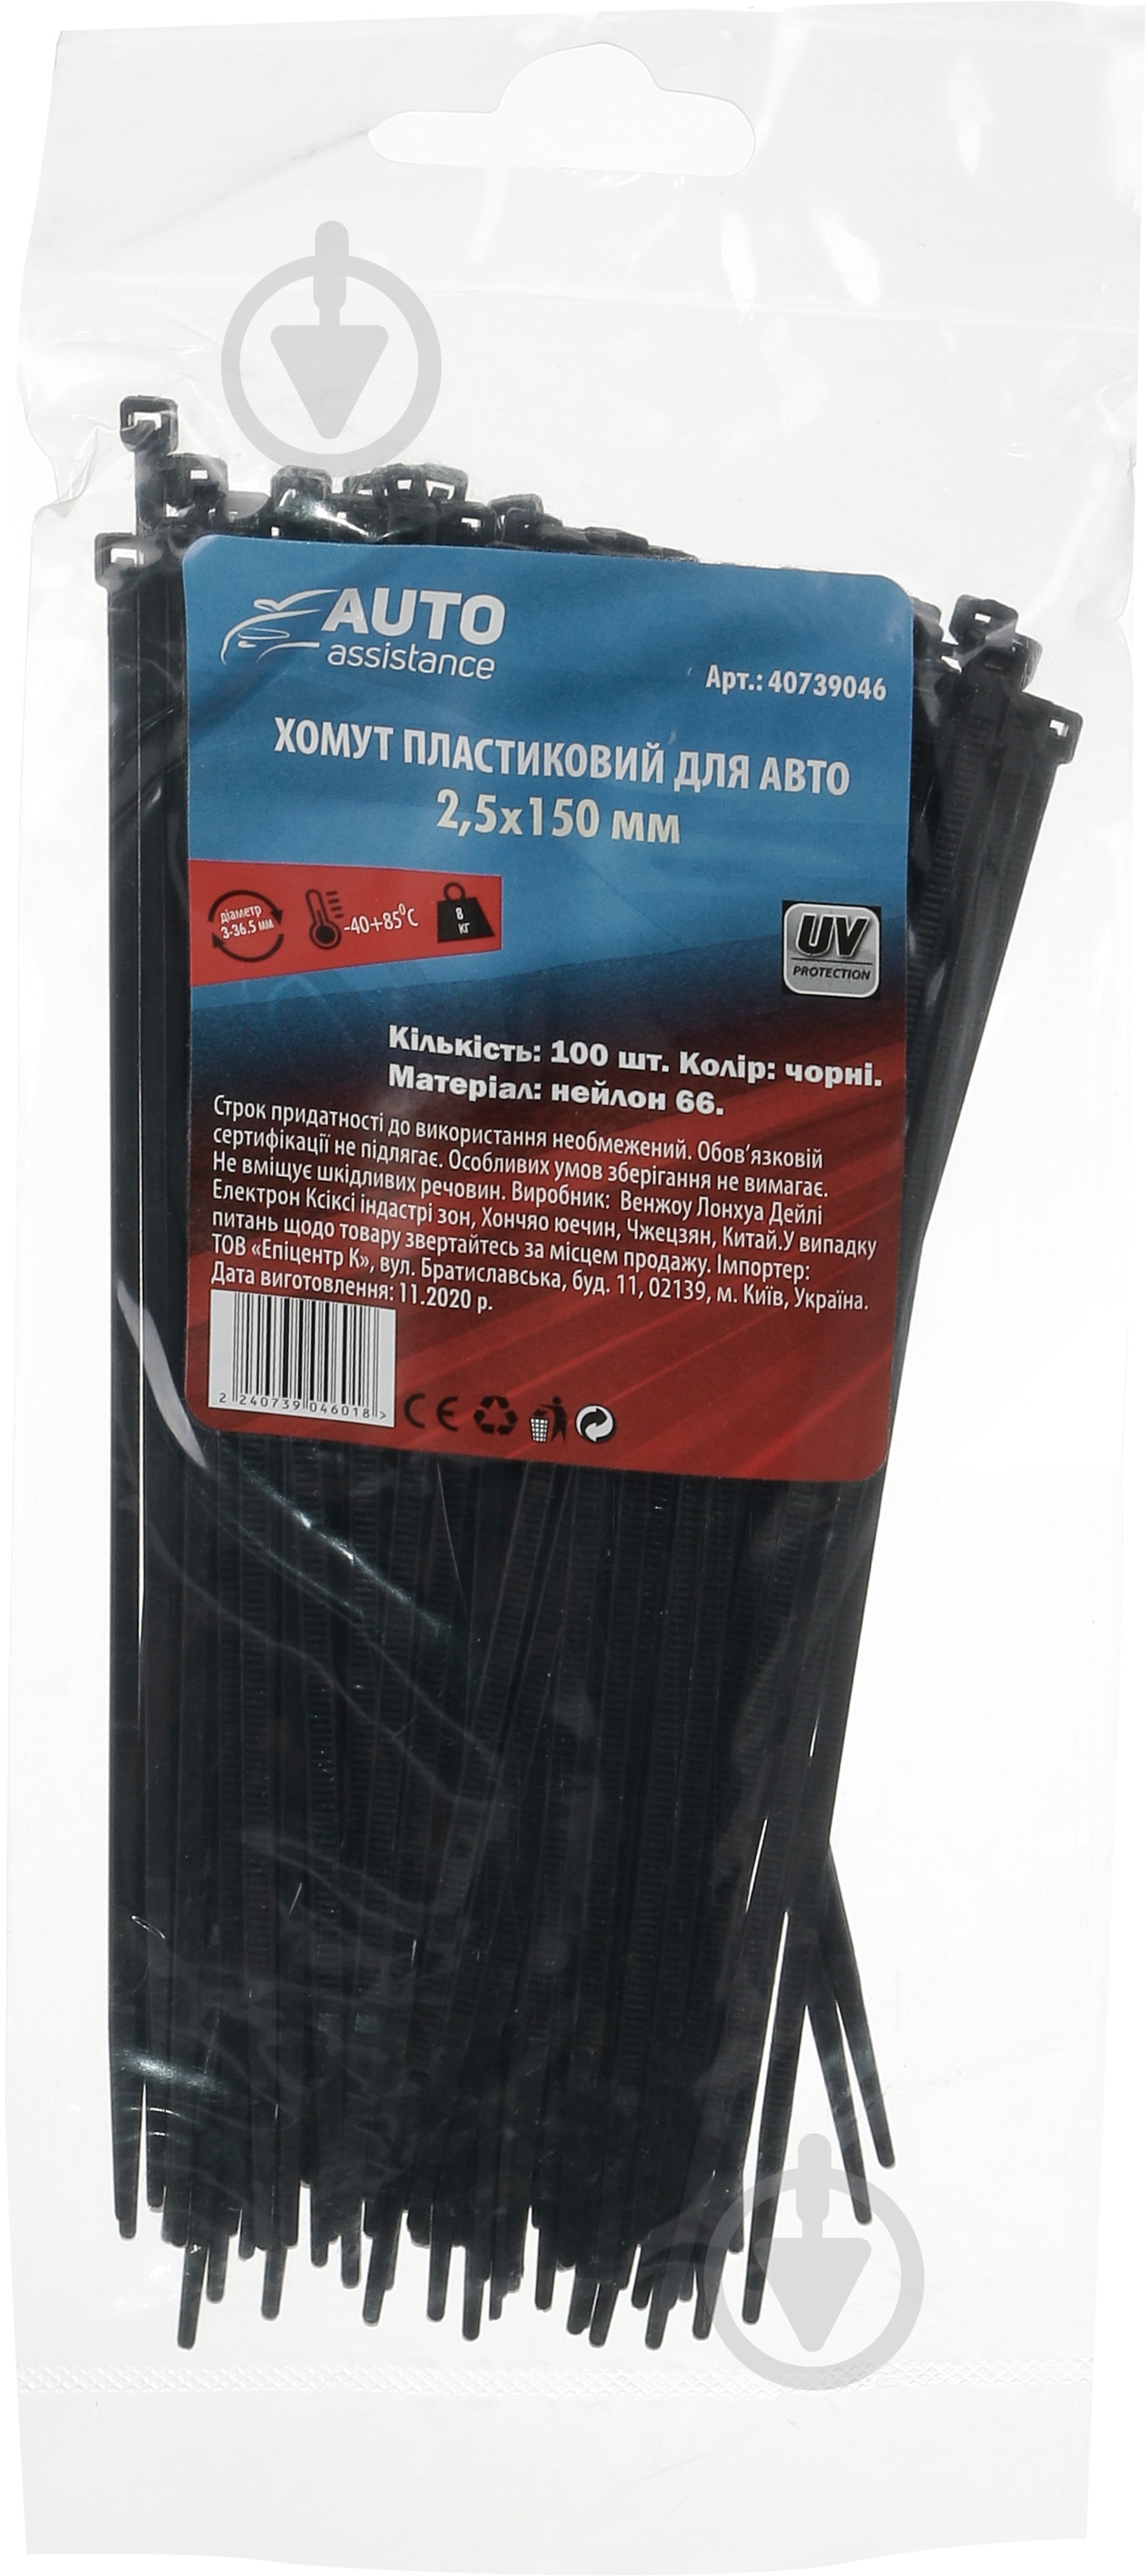 AUTO
assistance
Арт.: 40739046
ХОМУТ ПЛАСТИКОВИЙ ДЛЯ АВТО
2,5х150 мм
діаметр
3-36.5 мм
-40+85⁰С
8
кг
UV
PROTECTION
Кількість: 100 шт. Колір: чорні.
Матеріал: нейлон 66.
Строк придатності до використання необмежений. Обов’язковій
сертифікації не підлягає. Особливих умов зберігання не вимагає.
Не вміщує шкідливих речовин. Виробник: Венжоу Лонхуа Дейлі
Електрон Ксіксі індастрі зон, Хончяо юечин, Чжецзян, Китай.У випадку
питань щодо товару звертайтесь за місцем продажу. Імпортер:
ТОВ «Епіцентр К», вул. Братиславська, буд. 11, 02139, м. Київ, Україна.
Дата виготовлення: 11.2020 р.
2 240739 046018 >
CE